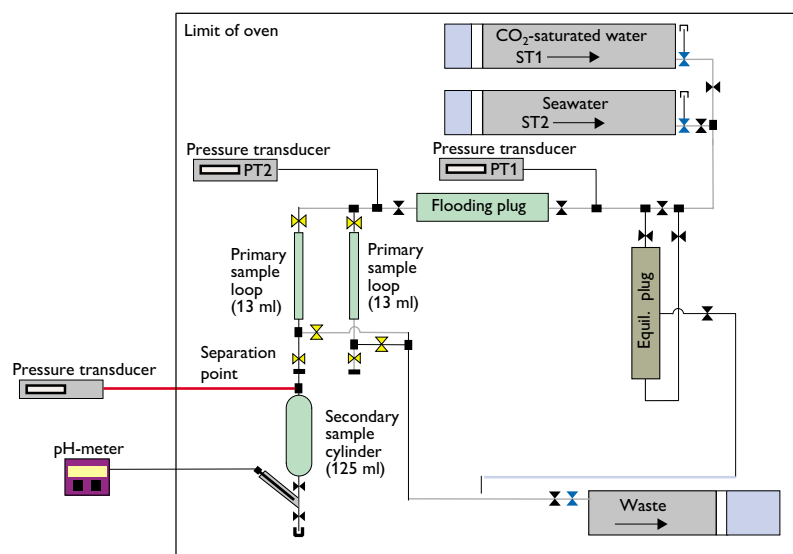 Limit of oven
CO₂-saturated water
ST1
Seawater
ST2
Pressure transducer
PT2
Pressure transducer
PT1
Flooding plug
Primary
sample
loop
(13 ml)
Primary
sample
loop
(13 ml)
Equil. plug
Separation
point
Pressure transducer
Secondary
sample
cylinder
(125 ml)
pH-meter
Waste